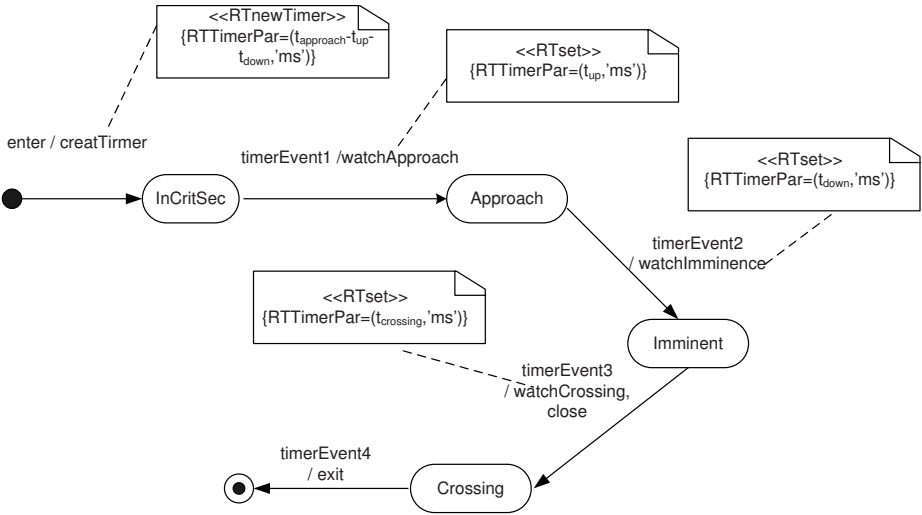 <<RTnewTimer>>
{RTTimerPar=(tapproach-tup-
tdown,'ms')}
<<RTset>>
{RTTimerPar=(tup,'ms')}
enter / creatTirmer
timerEvent1 /watchApproach
<<RTset>>
{RTTimerPar=(tdown,'ms')}
InCritSec
Approach
timerEvent2
/ watchImminence
<<RTset>>
{RTTimerPar=(tcrossing,'ms')}
Imminent
timerEvent3
/ watchCrossing,
close
timerEvent4
/ exit
Crossing